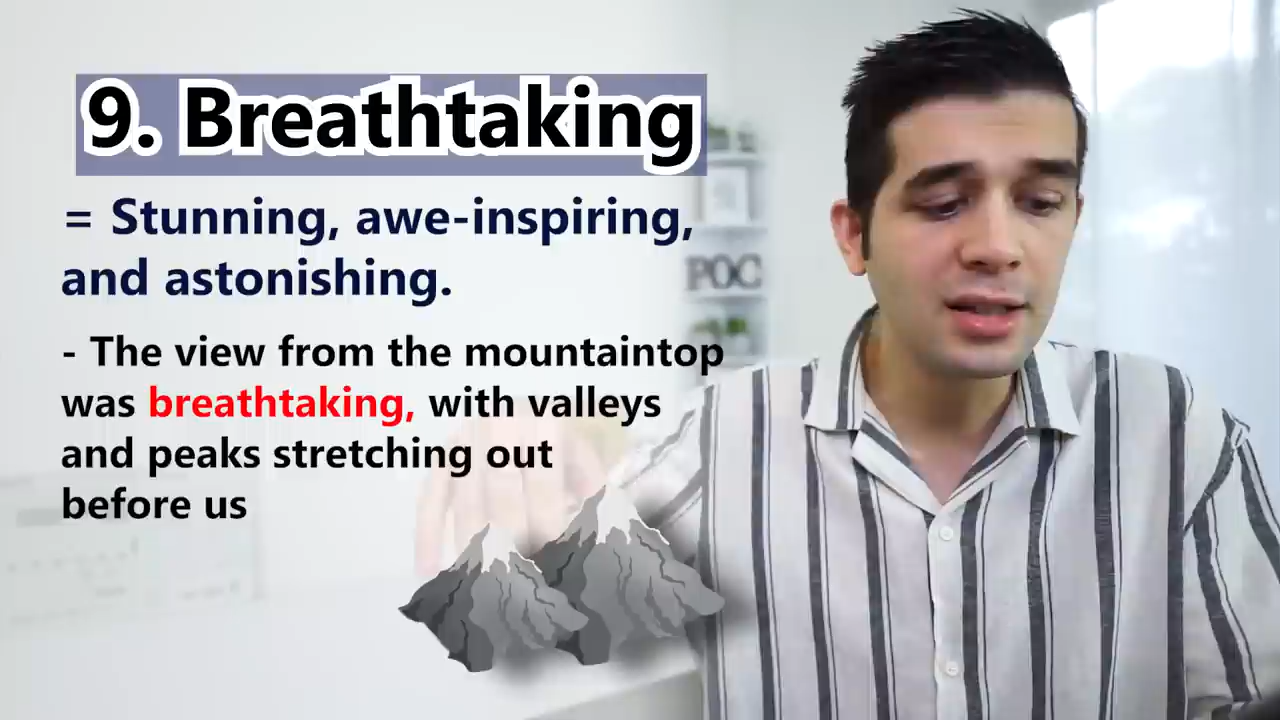 9. Breathtaking
= Stunning, awe-inspiring,
and astonishing.
- The view from the mountaintop
was breathtaking, with valleys
and peaks stretching out
before us
POC